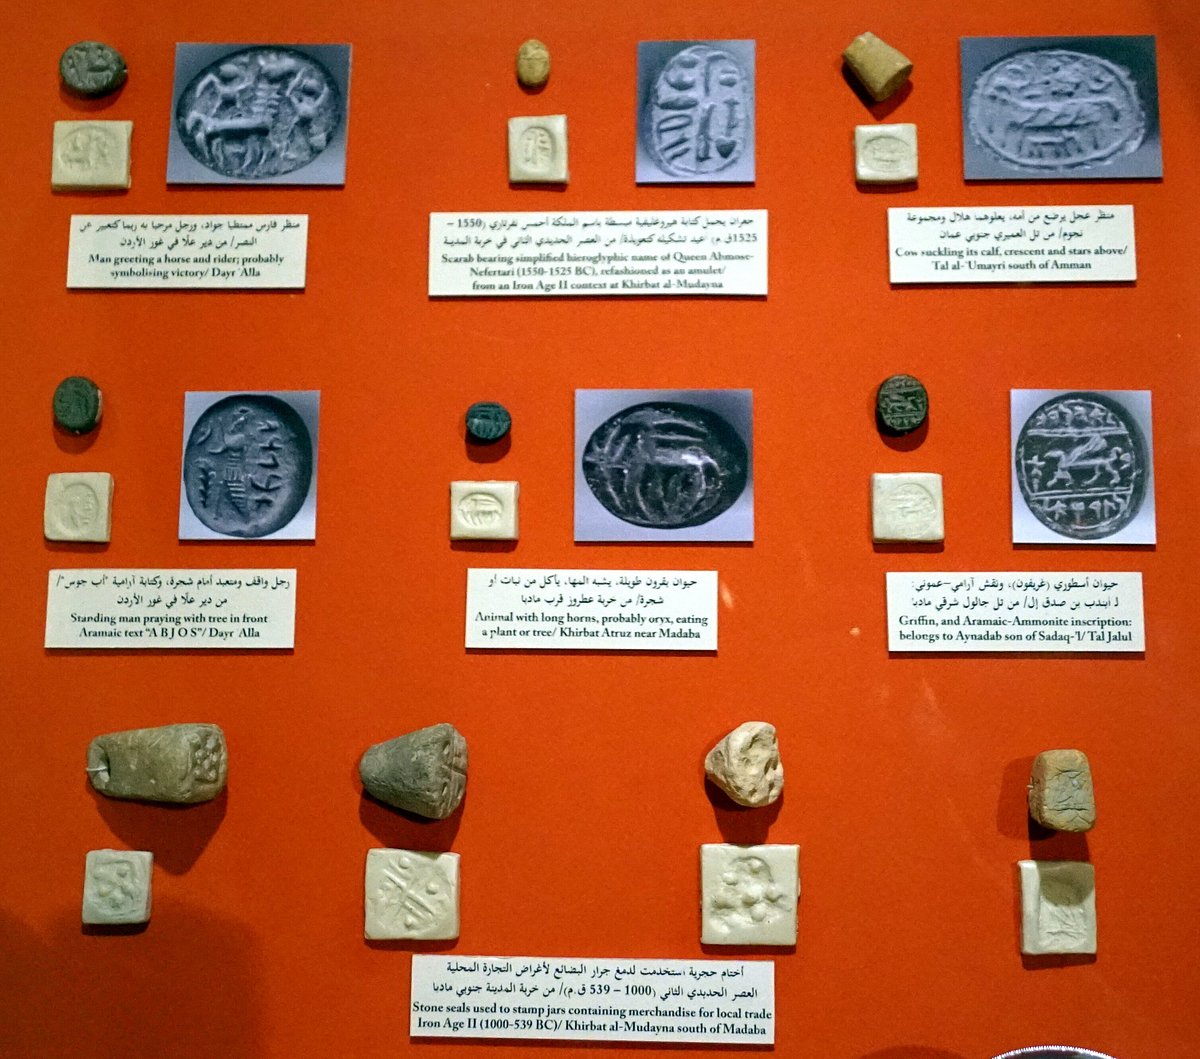 منظر فارس ممتطيا جواد، ورجل مرحبا به ربما كتعبير عن
النصر/ من دير علّا في غور الأردن
Man greeting a horse and rider; probably
symbolising victory/ Dayr ʿAlla
جعران يحمل كتابة هيروغليفية مبسطة باسم الملكة أحمس نفرتاري (1550 –
1525ق.م) اعيد تشكيله كتعويذة/ من العصر الحديدي الثاني في خربة المدينة
Scarab bearing simplified hieroglyphic name of Queen Ahmose-
Nefertari (1550-1525 BC), refashioned as an amulet/
from an Iron Age II context at Khirbat al-Mudayna
منظر عجل يرضع من أمه، يعلوهما هلال ومجموعة
نجوم/ من تل العميري جنوبي عمان
Cow suckling its calf, crescent and stars above/
Tal al-ʿUmayri south of Amman
رجل واقف ومتعبد أمام شجرة، وكتابة آرامية "أب جوس"/
من دير علّا في غور الأردن
Standing man praying with tree in front
Aramaic text “A B J O S”/ Dayr ʿAlla
حيوان بقرون طويلة، يشبه المها، يأكل من نبات أو
شجرة/ من خربة عطروز قرب مادبا
Animal with long horns, probably oryx, eating
a plant or tree/ Khirbat Atruz near Madaba
حيوان أسطوري (غريفون)، ونقش آرامي-عموني:
لـ أيندب بن صدق إل/ من تل جالول شرقي مادبا
Griffin, and Aramaic-Ammonite inscription:
belongs to Aynadab son of Sadaq-ʾl/ Tal Jalul
أختام حجرية استخدمت لدمغ جرار البضائع لأغراض التجارة المحلية
العصر الحديدي الثاني (1000 – 539 ق.م)/ من خربة المدينة جنوبي مادبا
Stone seals used to stamp jars containing merchandise for local trade
Iron Age II (1000-539 BC)/ Khirbat al-Mudayna south of Madaba